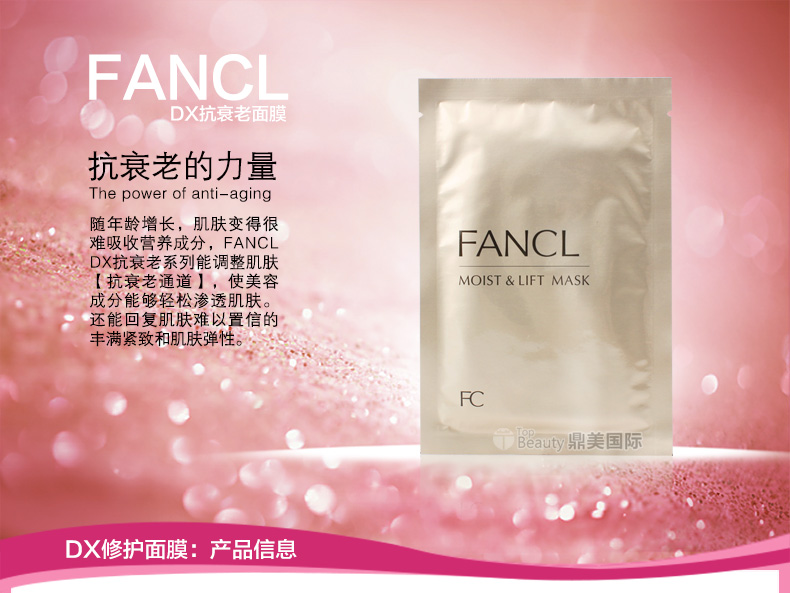 FANCL
DX抗衰老面膜
抗衰老的力量
The power of anti-aging
随年龄增长，肌肤变得很
难吸收营养成分，FANCL
DX抗衰老系列能调整肌肤
【抗衰老通道】，使美容
成分能够轻松渗透肌肤。
还能回复肌肤难以置信的
丰满紧致和肌肤弹性。
FANCL
MOIST & LIFT MASK
FC
Top
Beauty 鼎美国际
DX修护面膜：产品信息